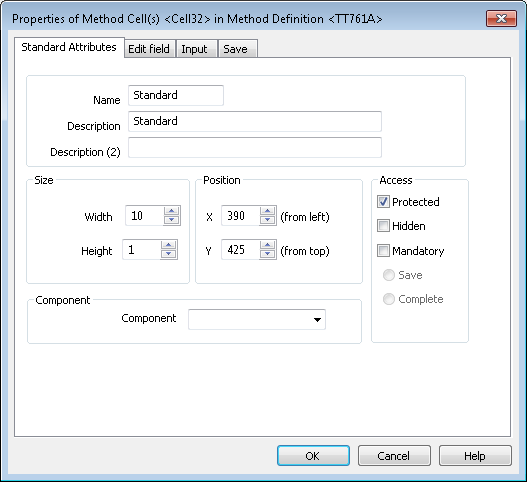 Properties of Method Cell(s) <Cell32> in Method Definition <TT761A>
Standard Attributes Edit field Input Save
Name Standard
Description Standard
Description (2)
Size Position Access
Protected
Width 10 X 390 (from left)
Hidden
Height 1 Y 425 (from top)
Mandatory
Save
Complete
Component
Component
OK Cancel Help